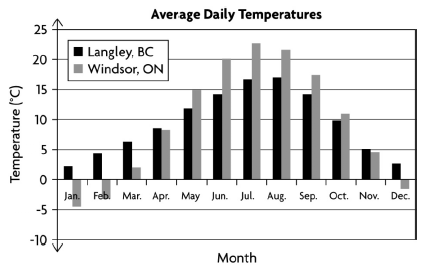 Average Daily Temperatures
25
20
15
10
5
0
-5
-10
Temperature (°C)
Langley, BC
Windsor, ON
Jan. Feb. Mar. Apr. May Jun. Jul. Aug. Sep. Oct. Nov. Dec.
Month